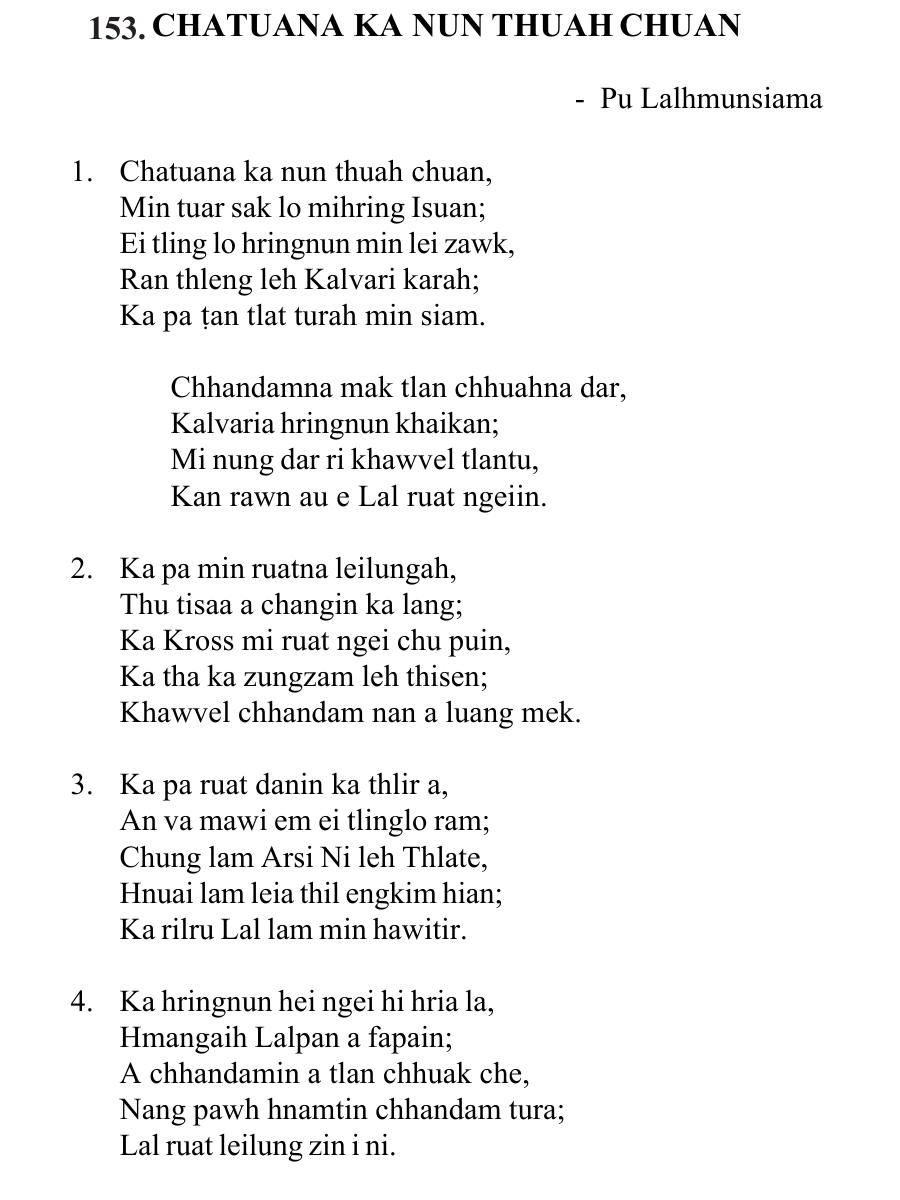 153. CHATUANA KA NUN THUAH CHUAN
- Pu Lalhmunsiama
1. Chatuana ka nun thuah chuan,
Min tuar sak lo mihring Isuan;
Ei tling lo hringnun min lei zawk,
Ran thleng leh Kalvari karah;
Ka pa ṭan tlat turah min siam.
Chhandamna mak tlan chhuahna dar,
Kalvaria hringnun khaikan;
Mi nung dar ri khawvel tlantu,
Kan rawn au e Lal ruat ngeiin.
2. Ka pa min ruatna leilungah,
Thu tisaa a changin ka lang;
Ka Kross mi ruat ngei chu puin,
Ka tha ka zungzam leh thisen;
Khawvel chhandam nan a luang mek.
3. Ka pa ruat danin ka thlir a,
An va mawi em ei tlinglo ram;
Chung lam Arsi Ni leh Thlate,
Hnuai lam leia thil engkim hian;
Ka rilru Lal lam min hawitir.
4. Ka hringnun hei ngei hi hria la,
Hmangaih Lalpan a fapain;
A chhandamin a tlan chhuak che,
Nang pawh hnamtin chhandam tura;
Lal ruat leilung zin i ni.